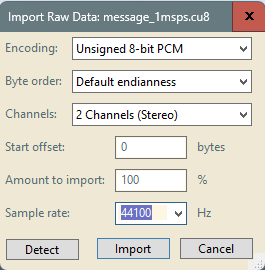 Import Raw Data: message_1msps.cu8 X
Encoding: Unsigned 8-bit PCM
Byte order: Default endianness
Channels: 2 Channels (Stereo)
Start offset: 0 bytes
Amount to import: 100 %
Sample rate: 44100 Hz
Detect Import Cancel